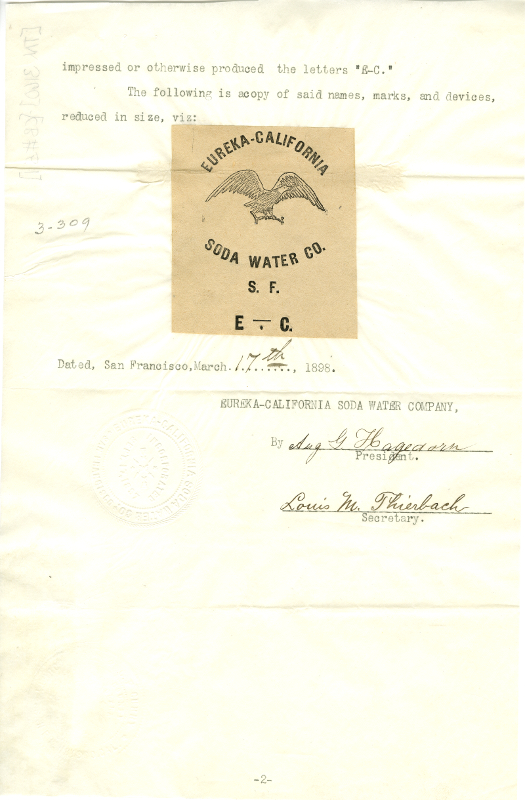 impressed or otherwise produced the letters "E-C."
The following is acopy of said names, marks, and devices,
reduced in size, viz:
EUREKA-CALIFORNIA
SODA WATER CO.
S. F.
E . C.
3-309
Dated, San Francisco,March.17th....., 1898.
EUREKA-CALIFORNIA SODA WATER COMPANY,
By Aug G Hagedorn
President.
Louis M. Thierbach
Secretary.
-2-